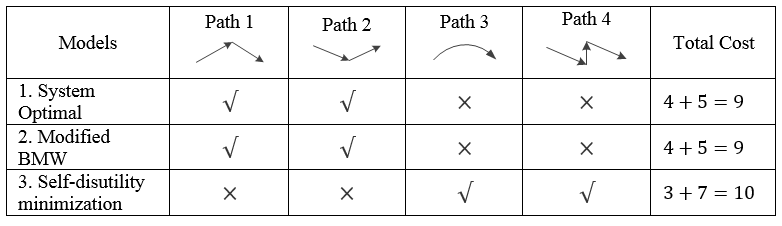 Models
Path 1
Path 2
Path 3
Path 4
Total Cost
1. System
Optimal
√ √ × × 4 + 5 = 9
2. Modified
BMW
√ √ × × 4 + 5 = 9
3. Self-disutility
minimization
× × √ √ 3 + 7 = 10